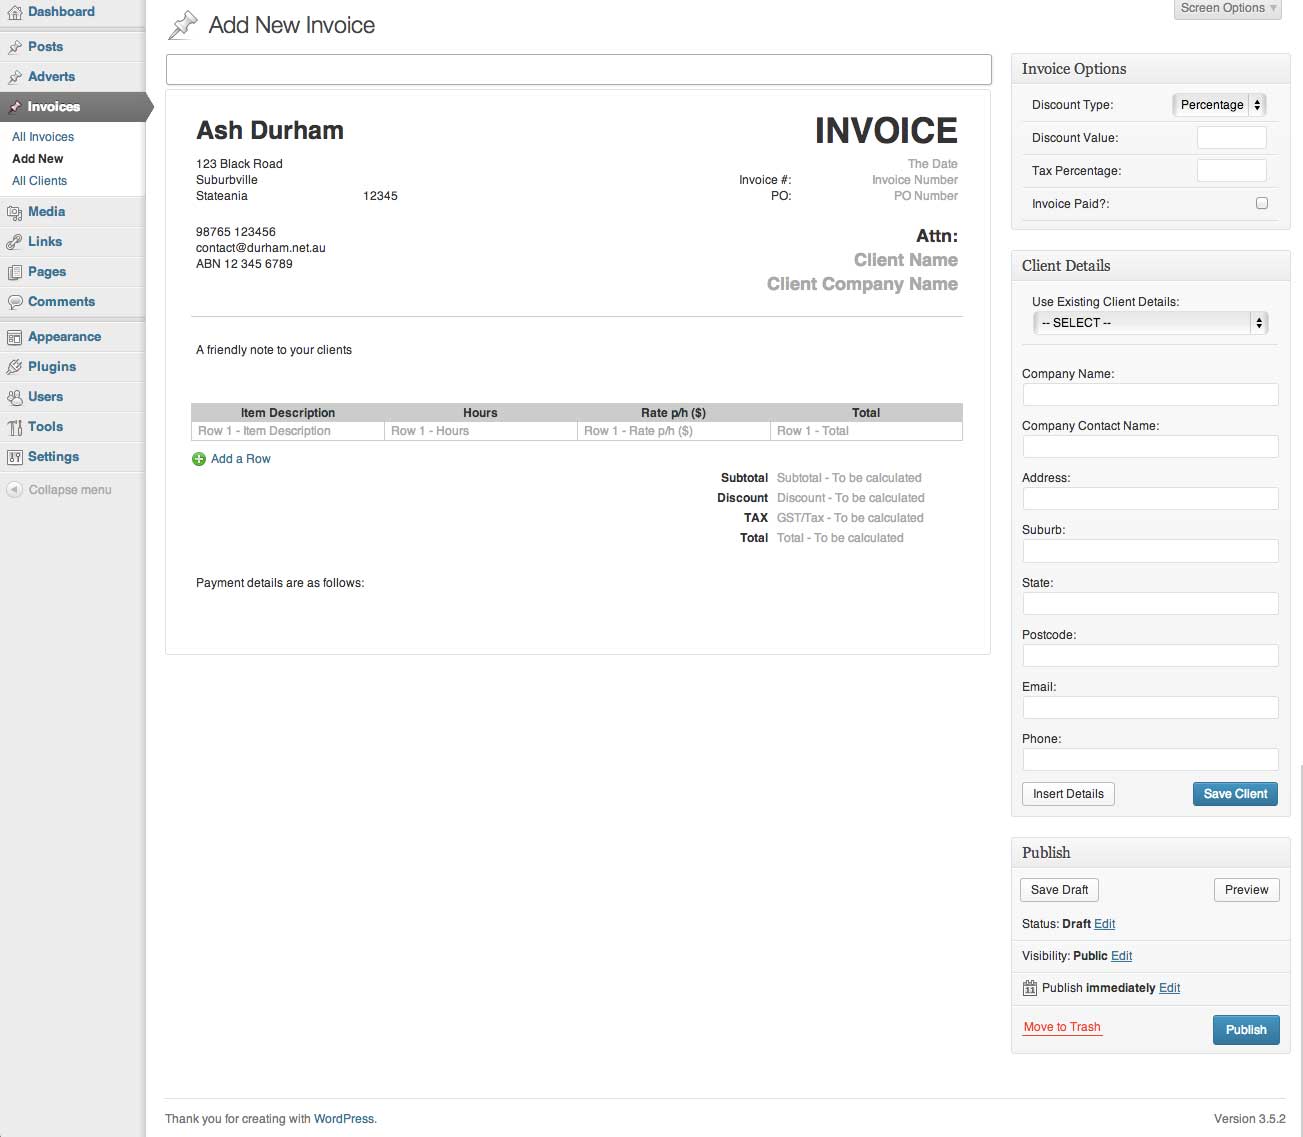 Dashboard
Posts
Adverts
Invoices
All Invoices
Add New
All Clients
Media
Links
Pages
Comments
Appearance
Plugins
Users
Tools
Settings
Collapse menu
Screen Options
Add New Invoice
Ash Durham
123 Black Road
Suburbville
Stateania 12345
98765 123456
contact@durham.net.au
ABN 12 345 6789
INVOICE
The Date
Invoice #: Invoice Number
PO: PO Number
Attn:
Client Name
Client Company Name
A friendly note to your clients
Item Description Hours Rate p/h ($) Total
Row 1 - Item Description Row 1 - Hours Row 1 - Rate p/h ($) Row 1 - Total
Add a Row
Subtotal Subtotal - To be calculated
Discount Discount - To be calculated
TAX GST/Tax - To be calculated
Total Total - To be calculated
Payment details are as follows:
Invoice Options
Discount Type: Percentage
Discount Value:
Tax Percentage:
Invoice Paid?:
Client Details
Use Existing Client Details:
-- SELECT --
Company Name:
Company Contact Name:
Address:
Suburb:
State:
Postcode:
Email:
Phone:
Insert Details Save Client
Publish
Save Draft Preview
Status: Draft Edit
Visibility: Public Edit
11 Publish immediately Edit
Move to Trash Publish
Thank you for creating with WordPress. Version 3.5.2